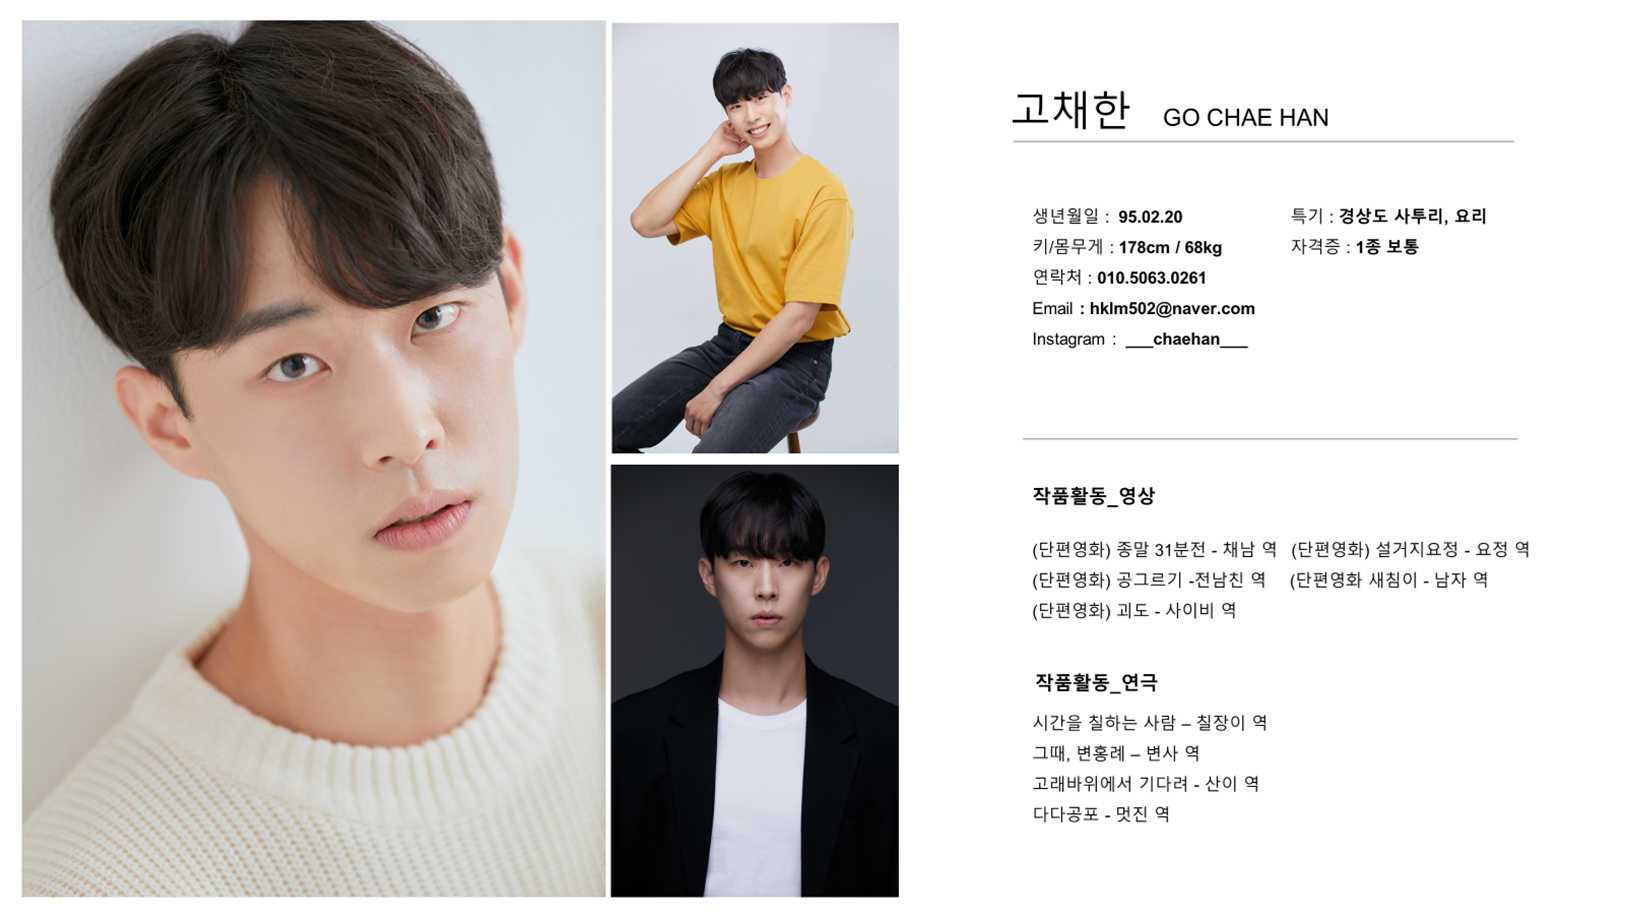 고채한 GO CHAE HAN
생년월일 : 95.02.20
키/몸무게 : 178cm / 68kg
연락처 : 010.5063.0261
Email : hklm502@naver.com
Instagram : ___chaehan___
특기 : 경상도 사투리, 요리
자격증 : 1종 보통
작품활동_영상
(단편영화) 종말 31분전 - 채남 역 (단편영화) 설거지요정 - 요정 역
(단편영화) 공그르기 -전남친 역 (단편영화 새침이 - 남자 역
(단편영화) 괴도 - 사이비 역
작품활동_연극
시간을 칠하는 사람 – 칠장이 역
그때, 변홍례 – 변사 역
고래바위에서 기다려 - 산이 역
다다공포 - 멋진 역